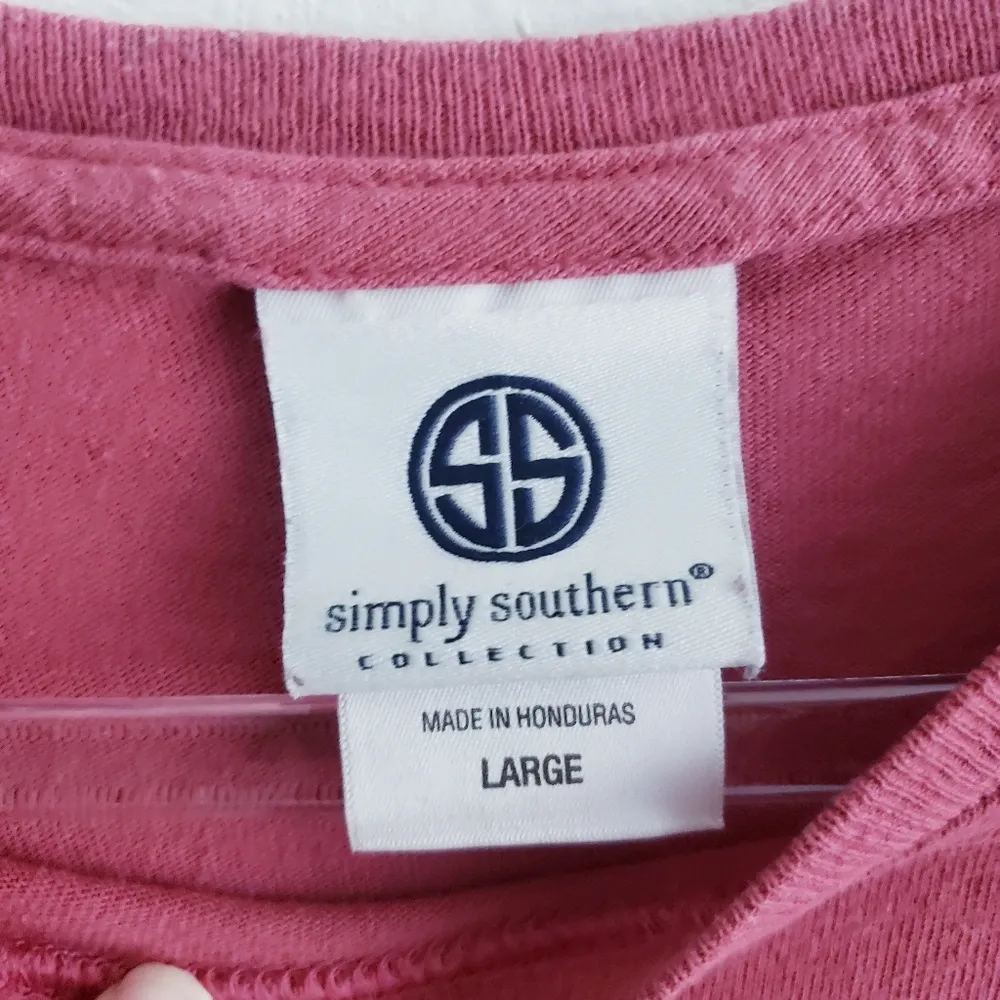 SS
simply southern®
COLLECTION
MADE IN HONDURAS
LARGE